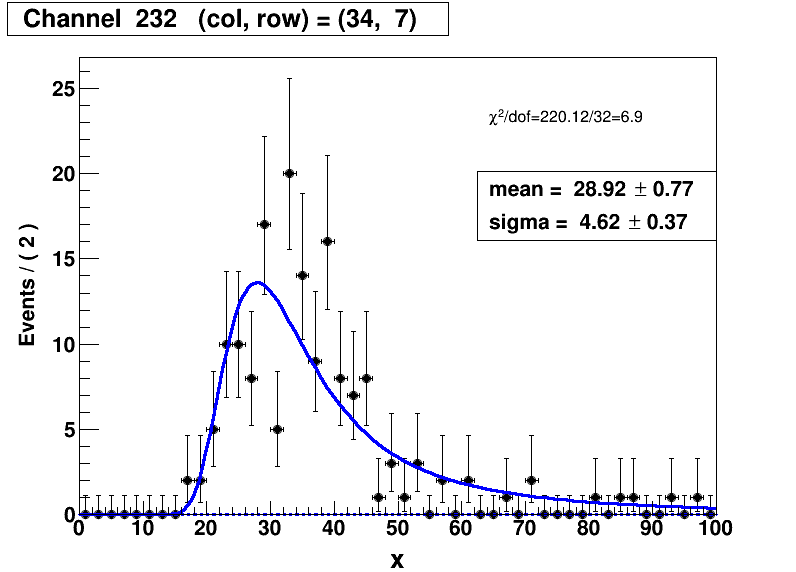 Channel 232 (col, row) = (34, 7)
χ²/dof=220.12/32=6.9
mean = 28.92 ± 0.77
sigma = 4.62 ± 0.37
Events / ( 2 )
25
20
15
10
5
0
0 10 20 30 40 50 60 70 80 90 100
x